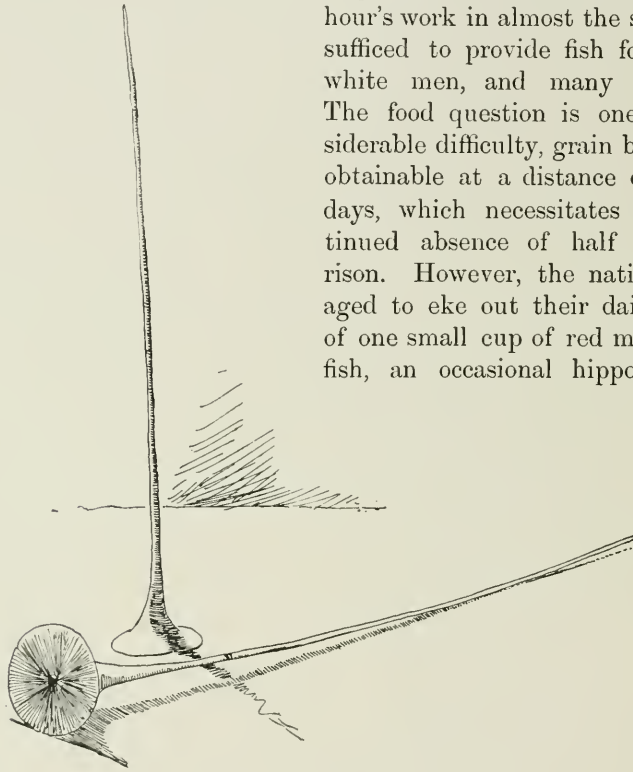 hour's work in almost the
sufficed to provide fish
white men, and many
The food question is one
siderable difficulty, grain
obtainable at a distance
days, which necessitates
tinued absence of half
rison. However, the nati
aged to eke out their dai
of one small cup of red
fish, an occasional hippo